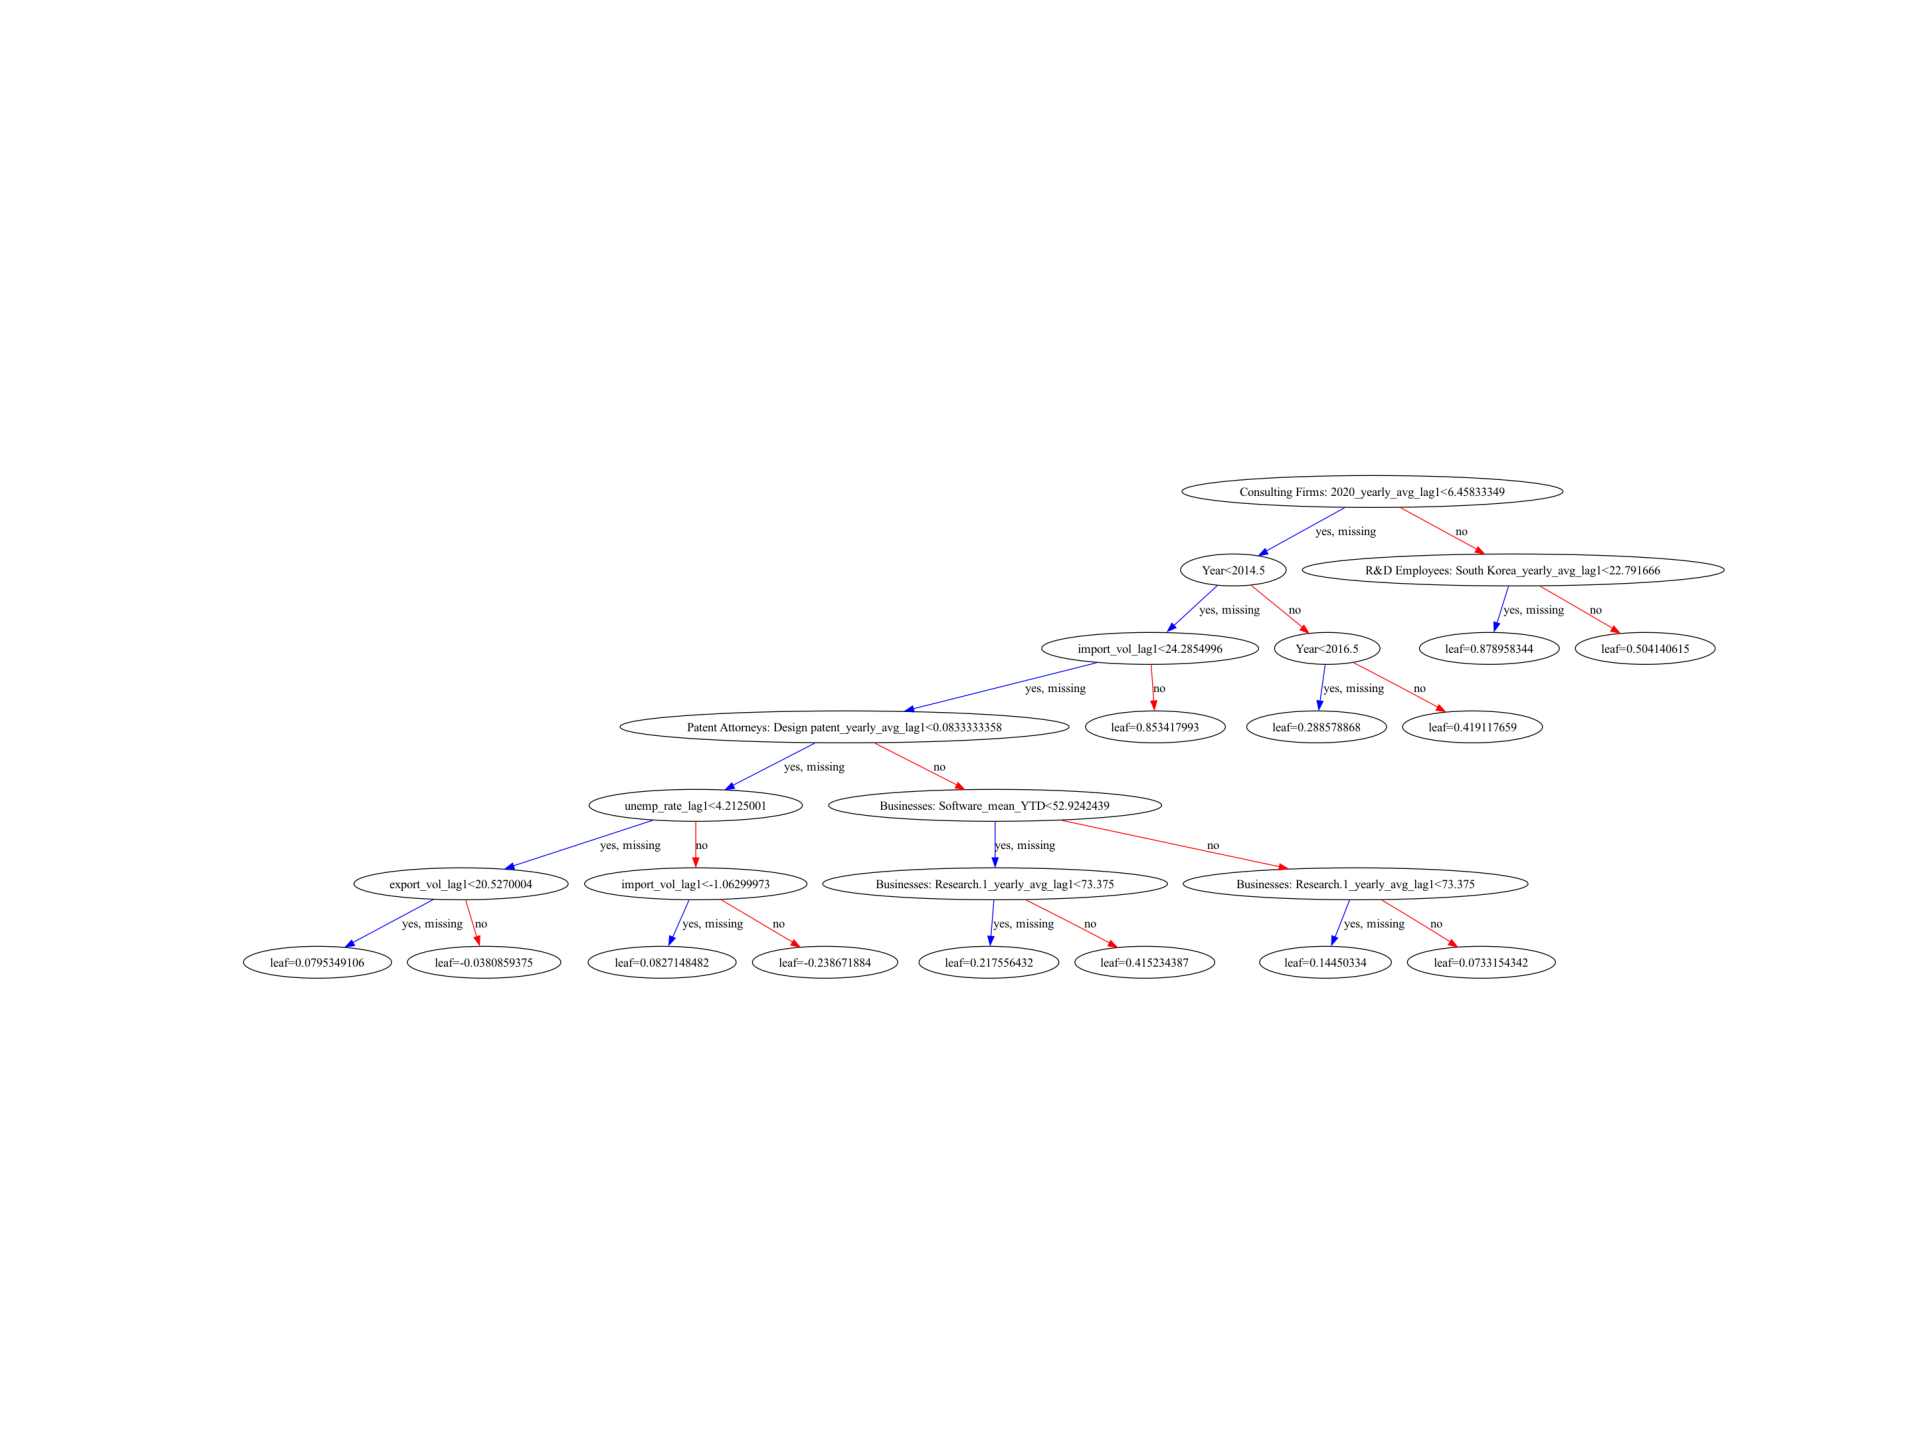 Consulting Firms: 2020_yearly_avg_lag1<6.45833349
yes, missing
no
Year<2014.5
R&D Employees: South Korea_yearly_avg_lag1<22.791666
yes, missing
no
yes, missing
no
import_vol_lag1<24.2854996
Year<2016.5
leaf=0.878958344
leaf=0.504140615
yes, missing
no
yes, missing
no
Patent Attorneys: Design patent_yearly_avg_lag1<0.0833333358
leaf=0.853417993
leaf=0.288578868
leaf=0.419117659
yes, missing
no
unemp_rate_lag1<4.2125001
Businesses: Software_mean_YTD<52.9242439
yes, missing
no
yes, missing
no
export_vol_lag1<20.5270004
import_vol_lag1<-1.06299973
Businesses: Research.1_yearly_avg_lag1<73.375
Businesses: Research.1_yearly_avg_lag1<73.375
yes, missing
no
yes, missing
no
yes, missing
no
yes, missing
no
leaf=0.0795349106
leaf=-0.0380859375
leaf=0.0827148482
leaf=-0.238671884
leaf=0.217556432
leaf=0.415234387
leaf=0.14450334
leaf=0.0733154342